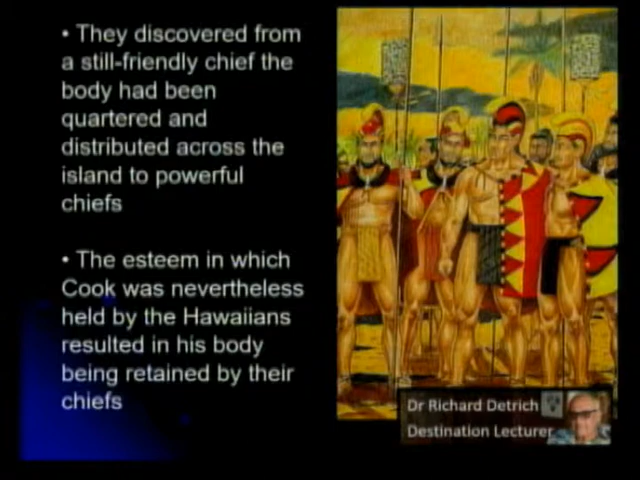 • They discovered from
a still-friendly chief the
body had been
quartered and
distributed across the
island to powerful
chiefs
• The esteem in which
Cook was nevertheless
held by the Hawaiians
resulted in his body
being retained by their
chiefs
Dr Richard Detrich
Destination Lecturer